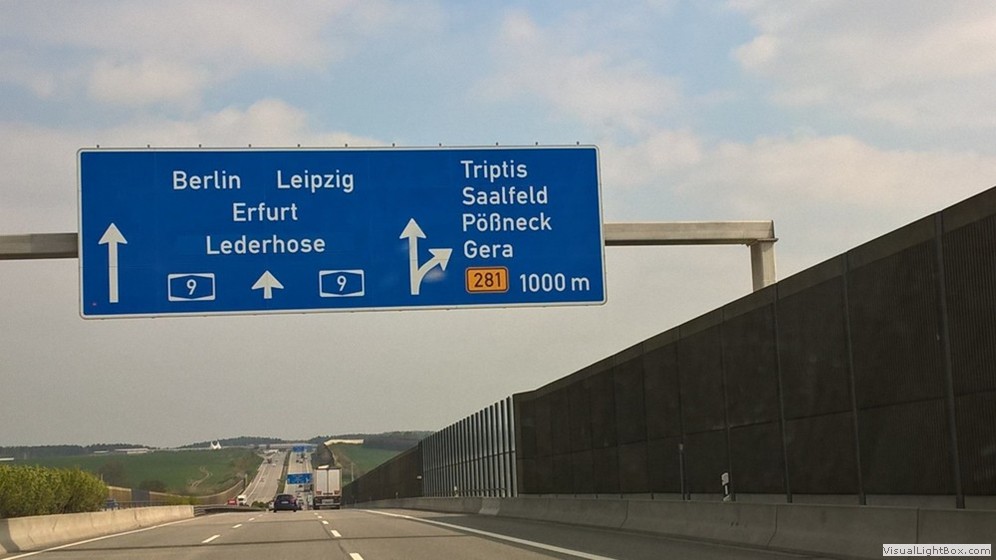 Berlin Leipzig
Erfurt
Lederhose
9 9
Triptis
Saalfeld
Pößneck
Gera
281 1000 m
VisualLightBox.com